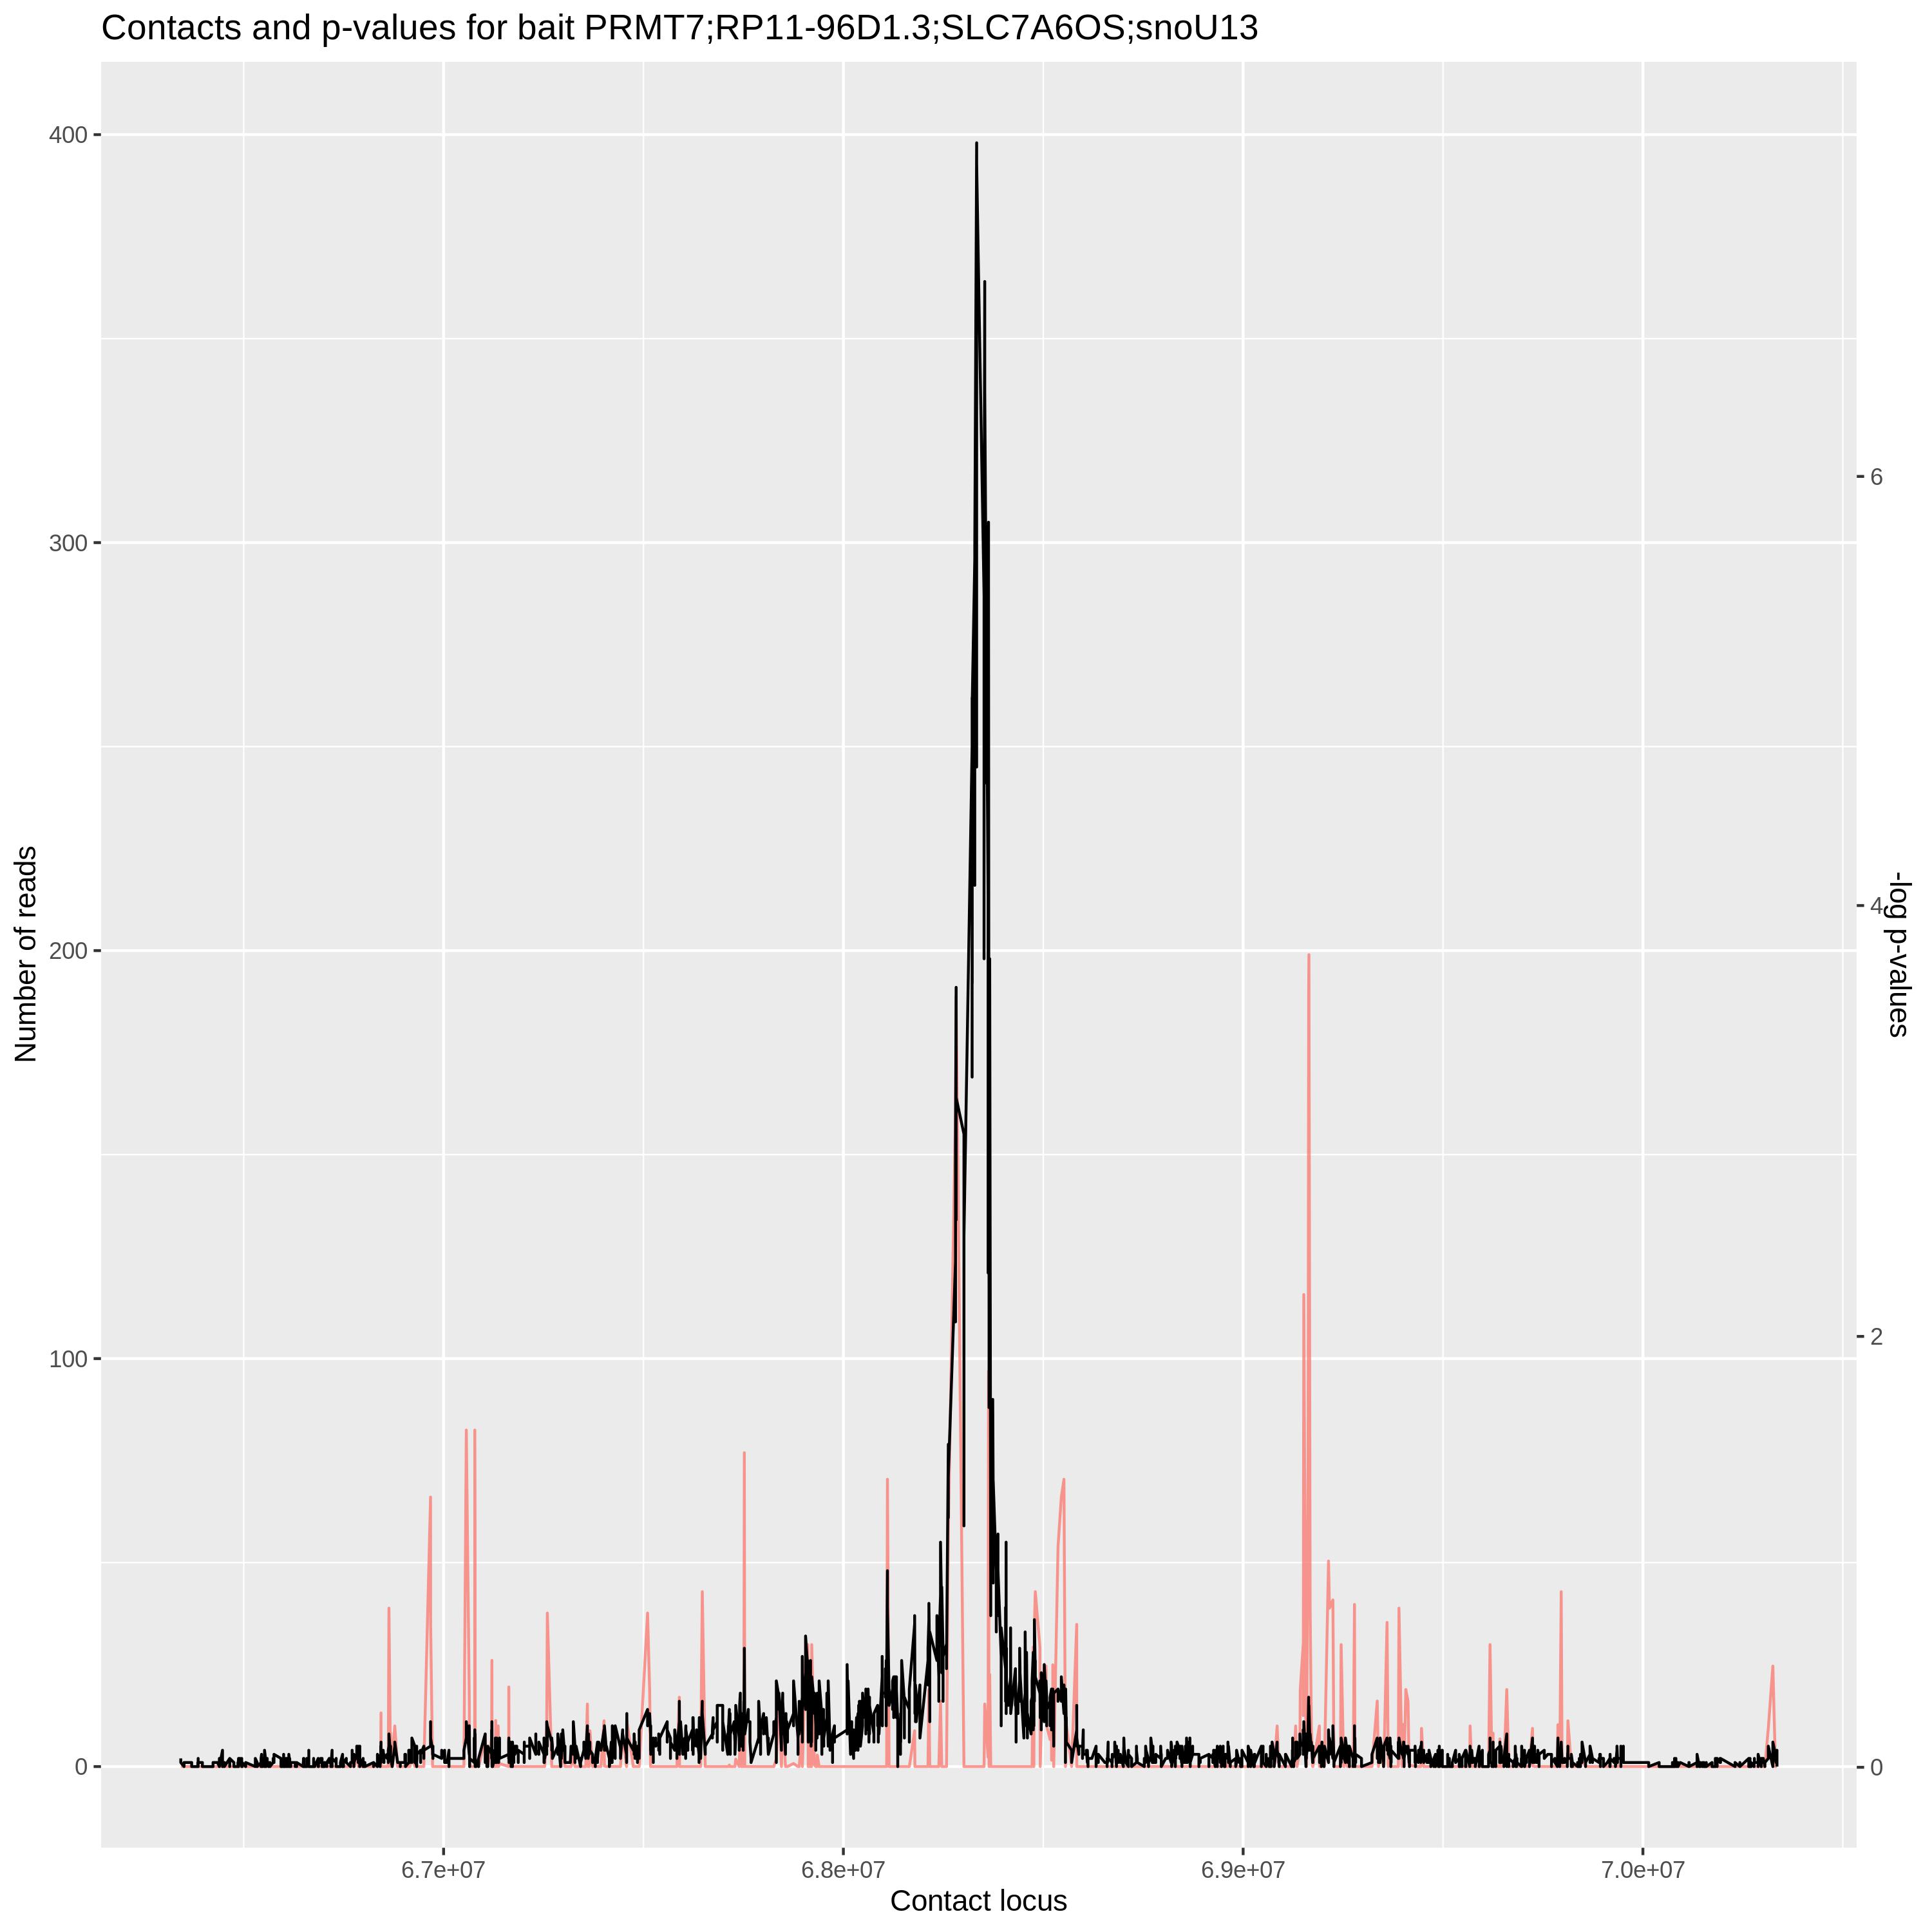 Contacts and p-values for bait PRMT7;RP11-96D1.3;SLC7A6OS;snoU13
400
300
200
100
0
Number of reads
6
4
2
0
-log p-values
6.7e+07 6.8e+07 6.9e+07 7.0e+07
Contact locus